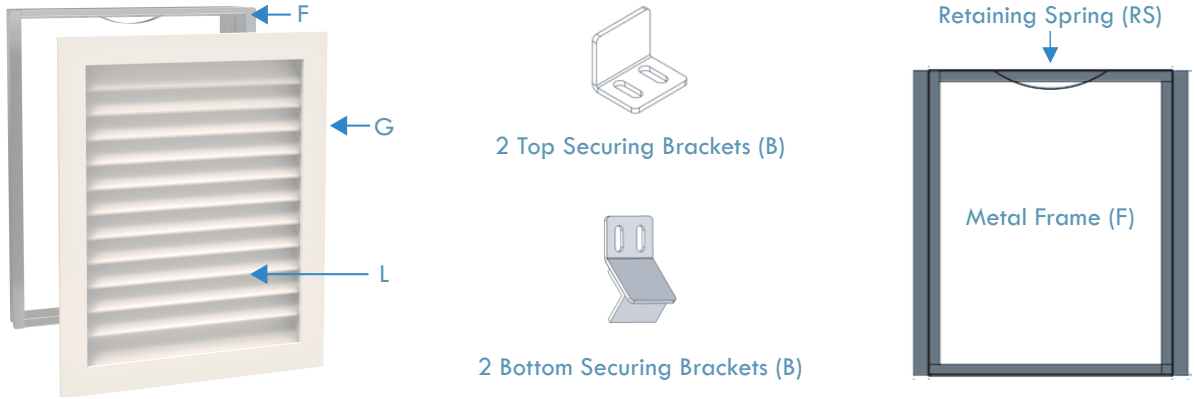 F
G
L
2 Top Securing Brackets (B)
2 Bottom Securing Brackets (B)
Retaining Spring (RS)
Metal Frame (F)